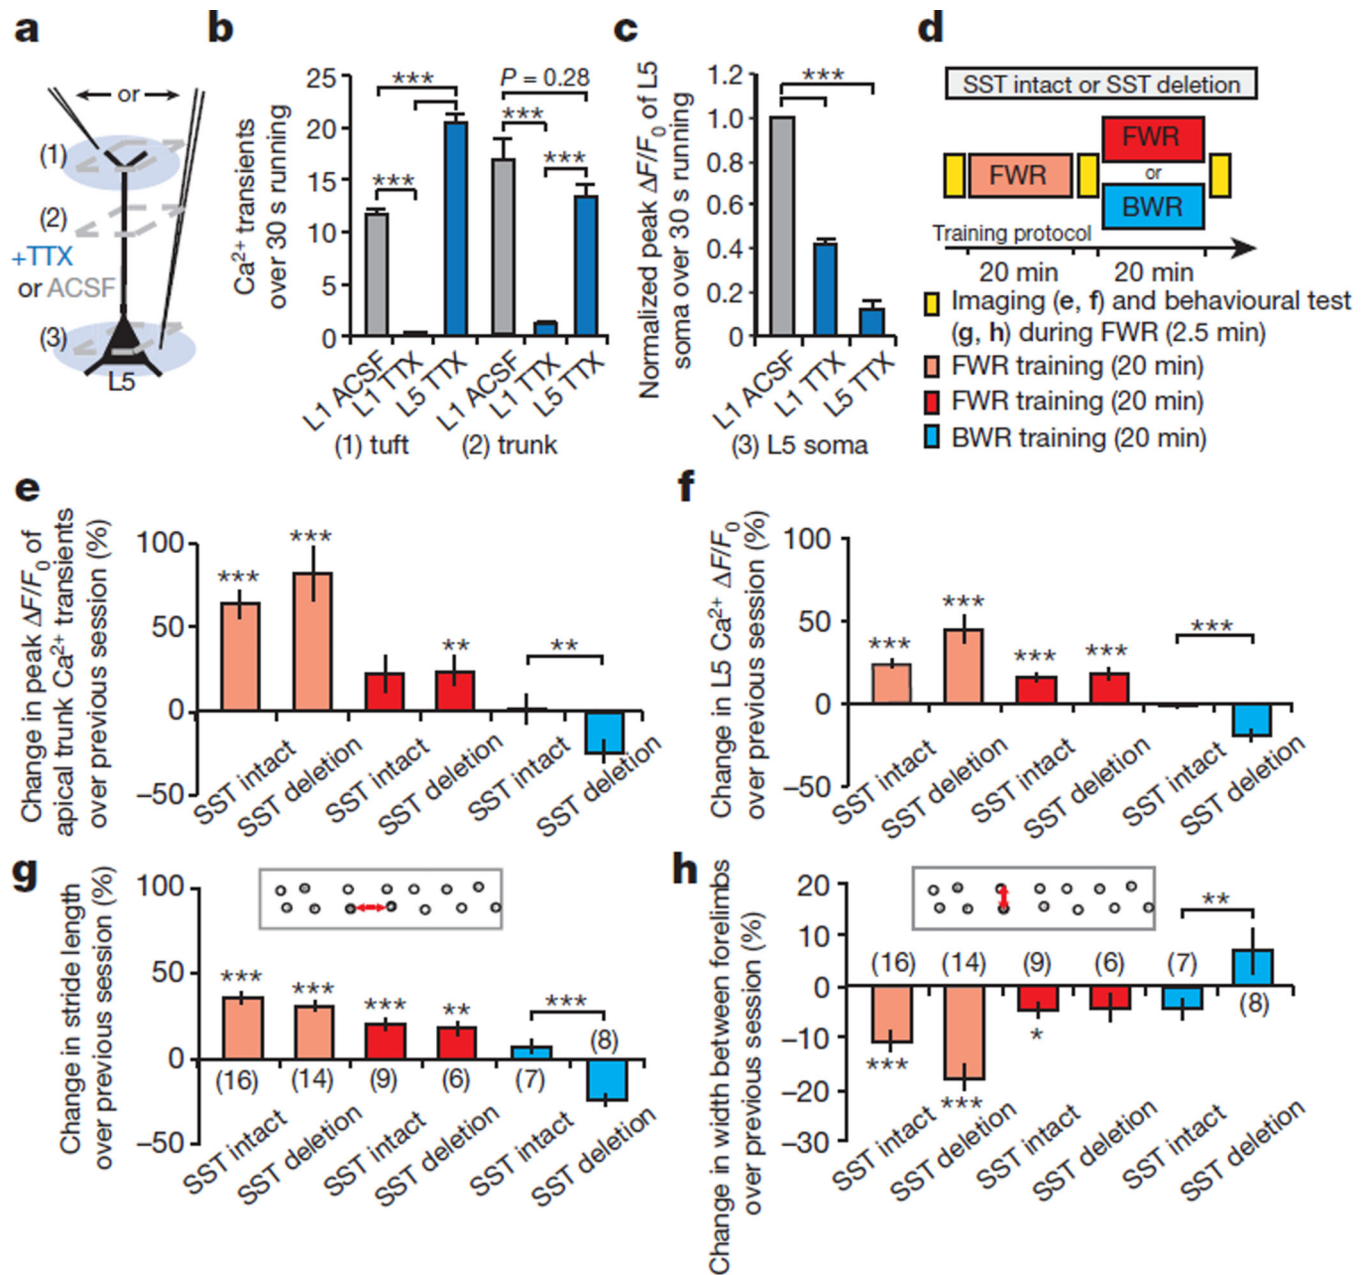 a
or
(1)
(2)
+TTX
or ACSF
(3)
L5
b
Ca²⁺ transients
over 30 s running
25
20
15
10
5
0
***
***
P = 0.28
***
***
L1 ACSF
L1 TTX
L5 TTX
L1 ACSF
L1 TTX
L5 TTX
(1) tuft
(2) trunk
c
Normalized peak ΔF/F₀ of L5
soma over 30 s running
1.2
1.0
0.8
0.6
0.4
0.2
0
***
L1 ACSF
L1 TTX
L5 TTX
(3) L5 soma
d
SST intact or SST deletion
FWR
FWR
or
BWR
Training protocol
20 min
20 min
Imaging (e, f) and behavioural test
(g, h) during FWR (2.5 min)
FWR training (20 min)
FWR training (20 min)
BWR training (20 min)
e
Change in peak ΔF/F₀ of
apical trunk Ca²⁺ transients
over previous session (%)
100
50
0
–50
***
***
**
**
SST intact
SST deletion
SST intact
SST deletion
SST intact
SST deletion
f
Change in L5 Ca²⁺ ΔF/F₀
over previous session (%)
100
50
0
–50
***
***
***
***
***
SST intact
SST deletion
SST intact
SST deletion
SST intact
SST deletion
g
Change in stride length
over previous session (%)
100
50
0
–50
***
***
***
**
***
(16)
(14)
(9)
(6)
(7)
(8)
SST intact
SST deletion
SST intact
SST deletion
SST intact
SST deletion
h
Change in width between forelimbs
over previous session (%)
20
10
0
–10
–20
–30
**
(16)
(14)
(9)
(6)
(7)
(8)
***
***
*
SST intact
SST deletion
SST intact
SST deletion
SST intact
SST deletion